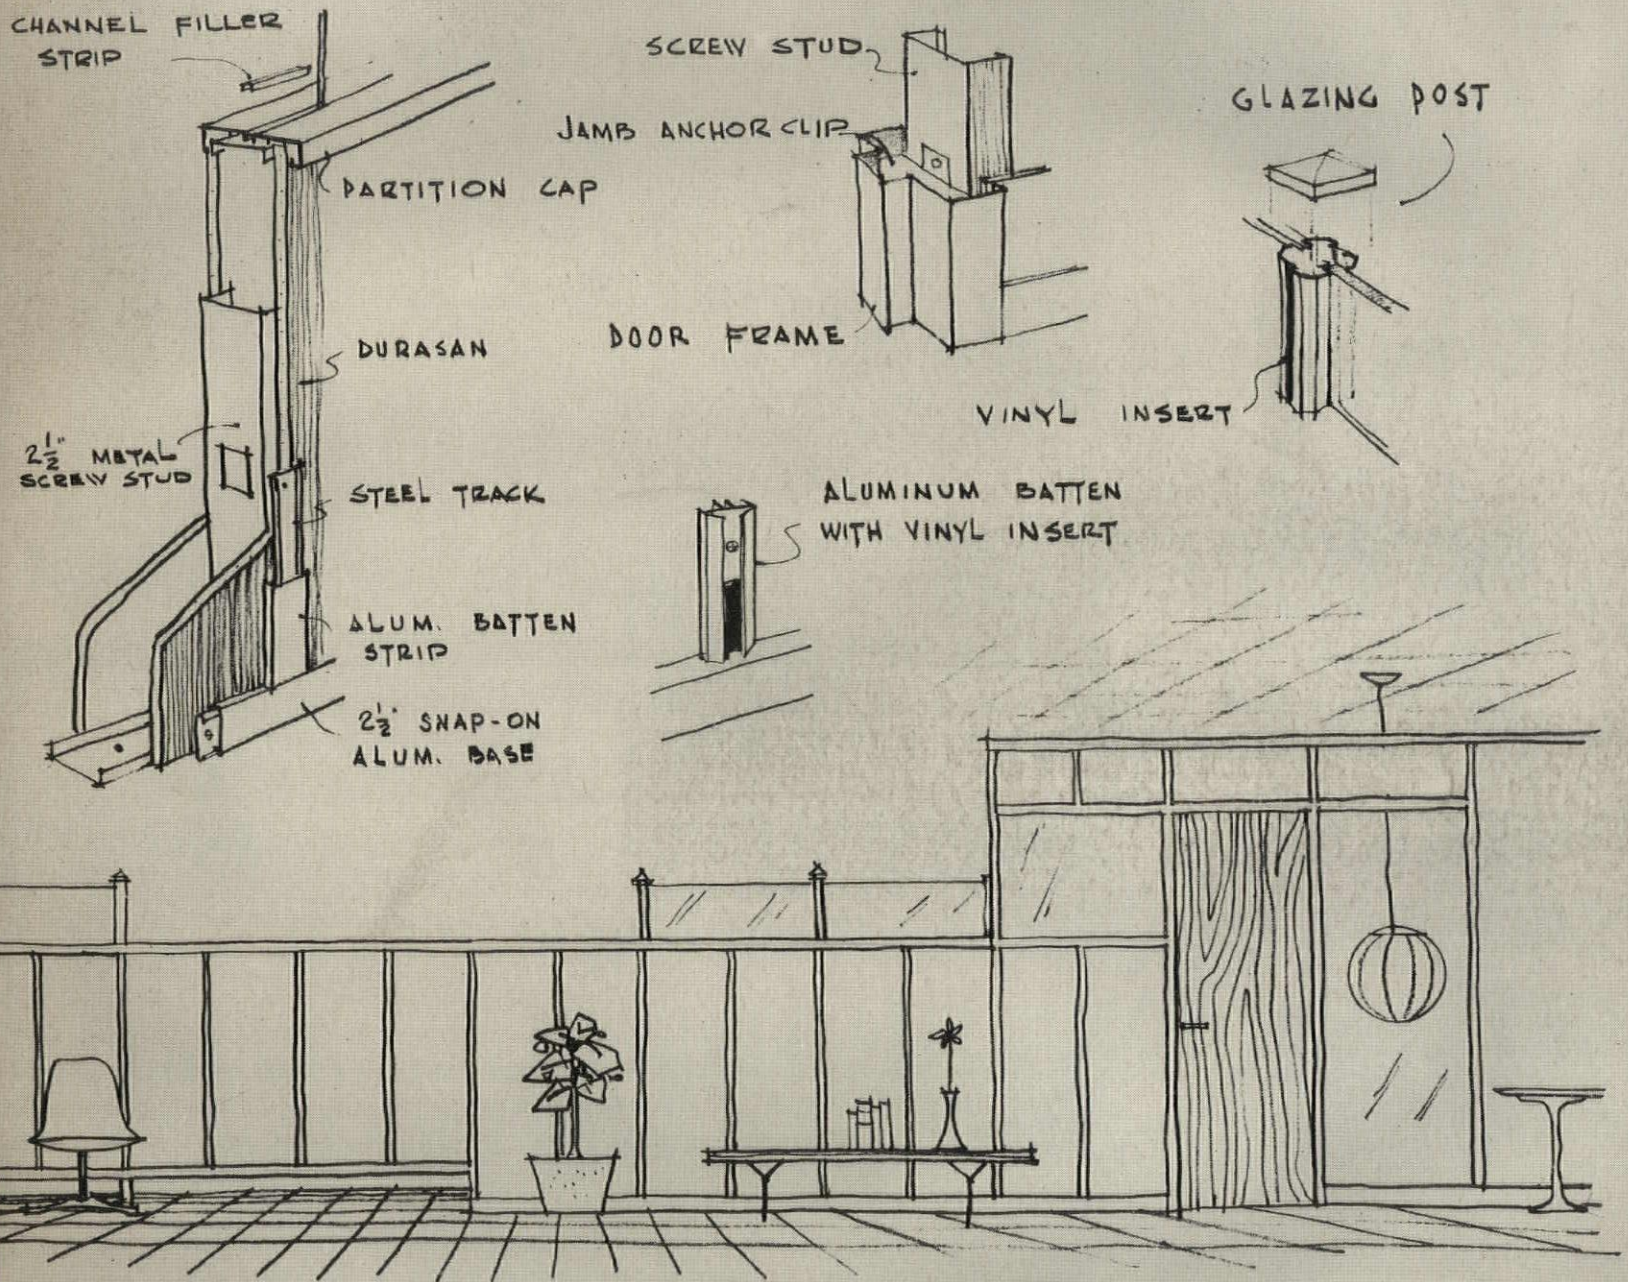 CHANNEL FILLER
STRIP
PARTITION CAP
DURASAN
2½" METAL
SCREW STUD
STEEL TRACK
ALUM. BATTEN
STRIP
2½" SNAP-ON
ALUM. BASE
SCREW STUD
JAMB ANCHOR CLIP
DOOR FRAME
GLAZING POST
VINYL INSERT
ALUMINUM BATTEN
WITH VINYL INSERT